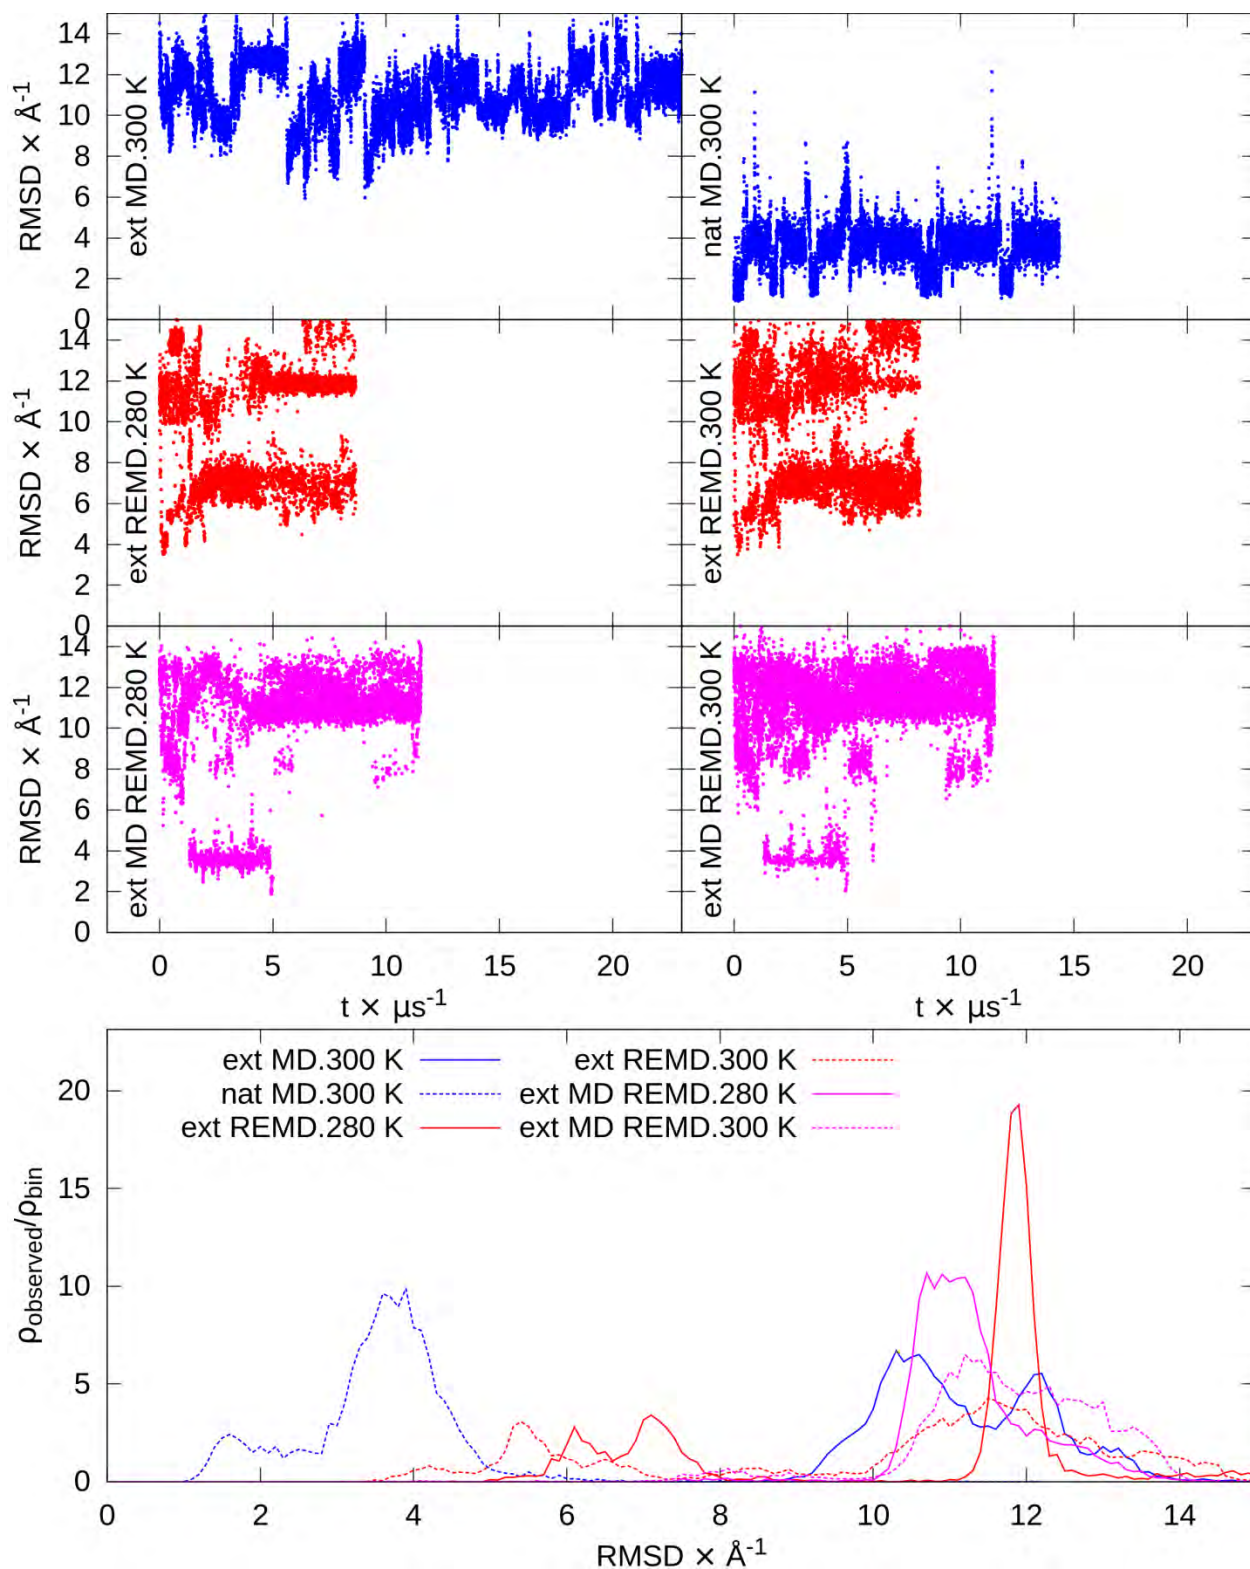 14
12
10
8
6
4
2
0
RMSD × Å-1
ext MD.300 K
nat MD.300 K
14
12
10
8
6
4
2
0
RMSD × Å-1
ext REMD.280 K
ext REMD.300 K
14
12
10
8
6
4
2
0
RMSD × Å-1
ext MD REMD.280 K
ext MD REMD.300 K
0 5 10 15 20
0 5 10 15 20
t × µs-1
t × µs-1
ext MD.300 K
ext REMD.300 K
nat MD.300 K
ext MD REMD.280 K
ext REMD.280 K
ext MD REMD.300 K
20
15
10
5
0
ρobserved/ρbin
0 2 4 6 8 10 12 14
RMSD × Å-1